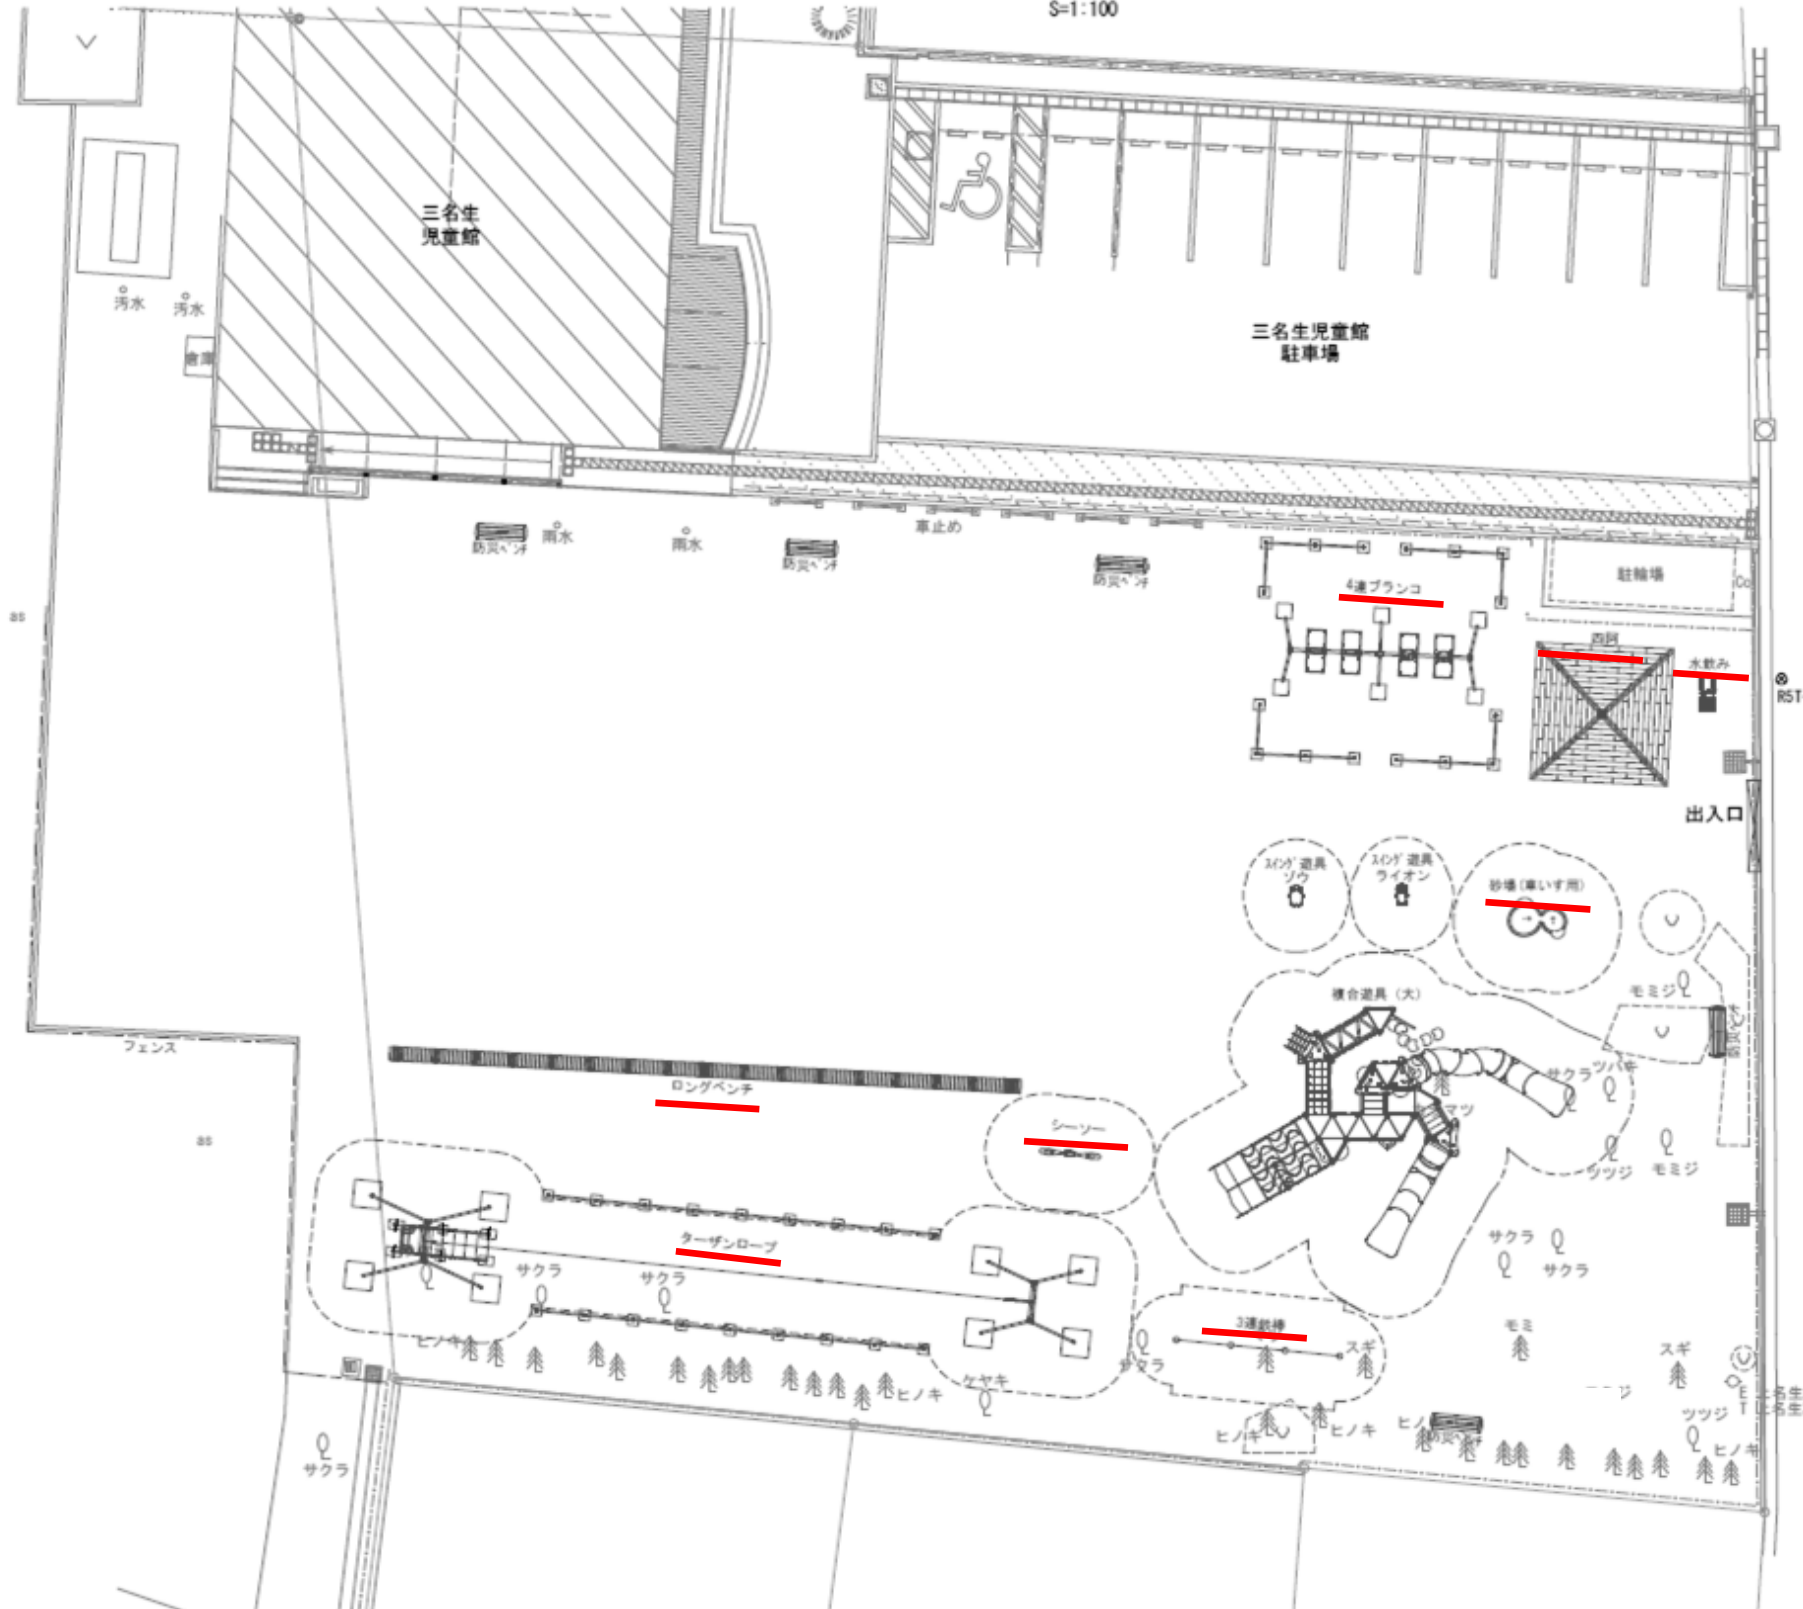 S=1:100
三名生
児童館
汚水
汚水
倉庫
三名生児童館
駐車場
車止め
防災ベンチ
雨水
雨水
防災ベンチ
防災ベンチ
4連ブランコ
駐輪場
Co
as
四阿
水飲み
R5T
出入口
スイング遊具
ゾウ
スイング遊具
ライオン
砂場(車いす用)
複合遊具(大)
モミジ
フェンス
ロングベンチ
サクラ
ツバキ
マツ
シーソー
as
ツツジ
モミジ
ターザンロープ
サクラ
サクラ
サクラ
サクラ
3連鉄棒
モミ
スギ
スギ
ヒノキ
サクラ
ケヤキ
ヒノキ
ツツジ
ヒノキ
ヒノキ
ヒノキ
サクラ